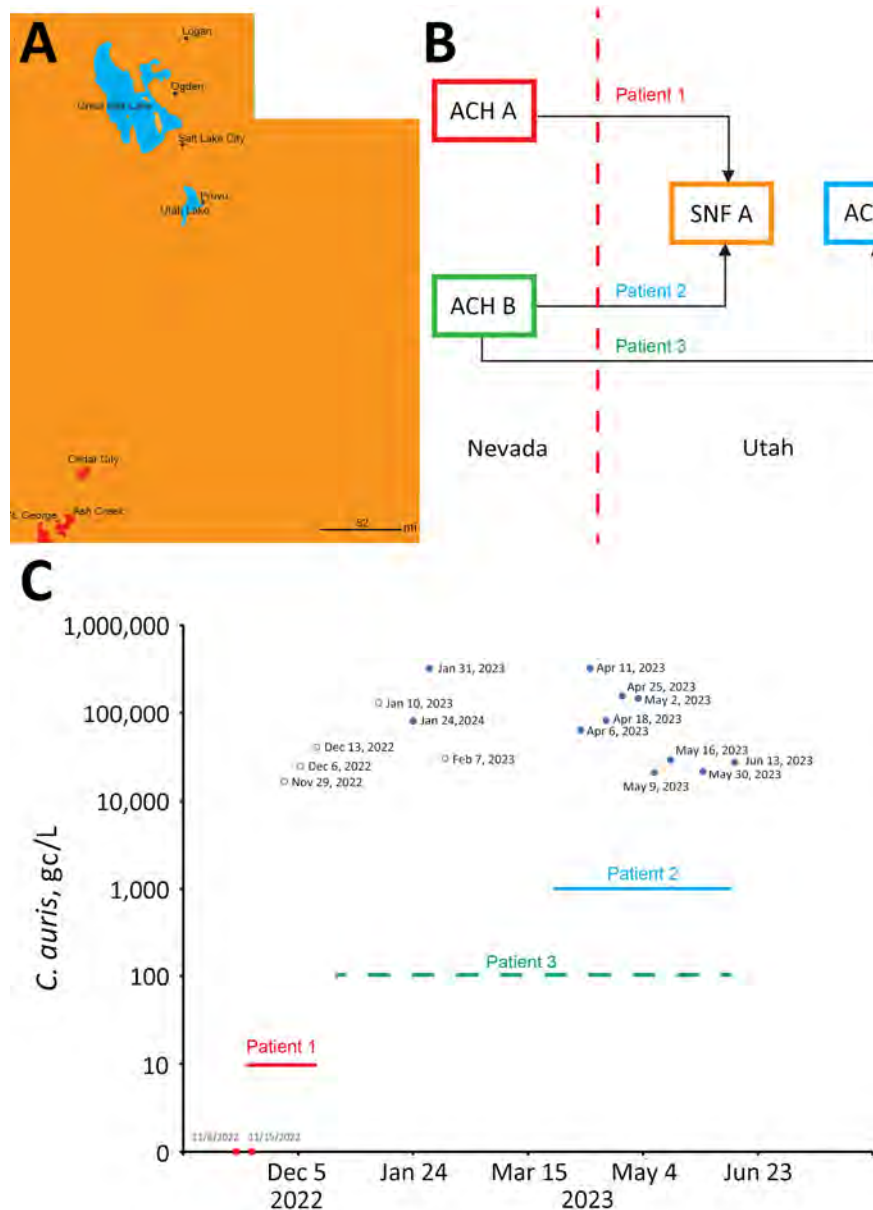 A
Logan
Ogden
Great Salt Lake
Salt Lake City
Provo
Utah Lake
Cedar City
Ash Creek
t. George
mi
B
Patient 1
ACH A
SNF A
AC
Patient 2
ACH B
Patient 3
Nevada
Utah
C
C. auris, gc/L
1,000,000
100,000
10,000
1,000
100
10
0
Jan 31, 2023
Apr 11, 2023
Apr 25, 2023
May 2, 2023
Jan 10, 2023
Jan 24,2024
Apr 18, 2023
Apr 6, 2023
Dec 13, 2022
Feb 7, 2023
May 16, 2023
Jun 13, 2023
Dec 6, 2022
May 30, 2023
Nov 29, 2022
May 9, 2023
Patient 2
Patient 3
Patient 1
11/8/2022
11/15/2022
Dec 5
Jan 24
Mar 15
May 4
Jun 23
2022
2023